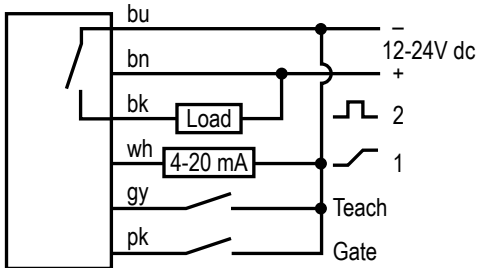 bu
–
12-24V dc
bn
+
bk
Load
2
wh
4-20 mA
1
gy
Teach
pk
Gate